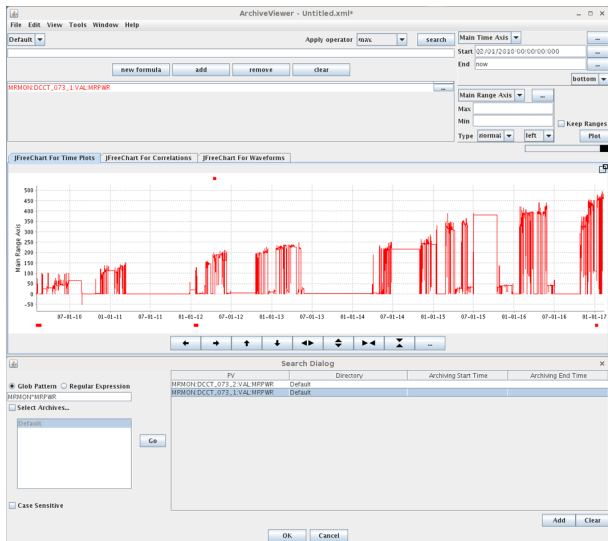 ArchiveViewer - Untitled.xml*
File Edit View Tools Window Help
Default
Apply operator max. search
new formula add remove clear
MRMON:DCCT_073_1:VAL:MRPWR ...
Main Time Axis ...
Start 02/01/2010 00:00:00.000 ...
End now ...
bottom
Main Range Axis ...
Max
Min
Keep Ranges
Type normal left Plot
JFreeChart For Time Plots JFreeChart For Correlations JFreeChart For Waveforms
Main Range Axis
500
450
400
350
300
250
200
150
100
50
0
-50
07-01-10 01-01-11 07-01-11 01-01-12 07-01-12 01-01-13 07-01-13 01-01-14 07-01-14 01-01-15 07-01-15 01-01-16 07-01-16 01-01-17
...
Search Dialog
Glob Pattern Regular Expression
MRMON*MRPWR
Select Archives...
Default
Go
Case Sensitive
PV Directory Archiving Start Time Archiving End Time
MRMON:DCCT_073_2:VAL:MRPWR Default
MRMON:DCCT_073_1:VAL:MRPWR Default
Add Clear
OK Cancel